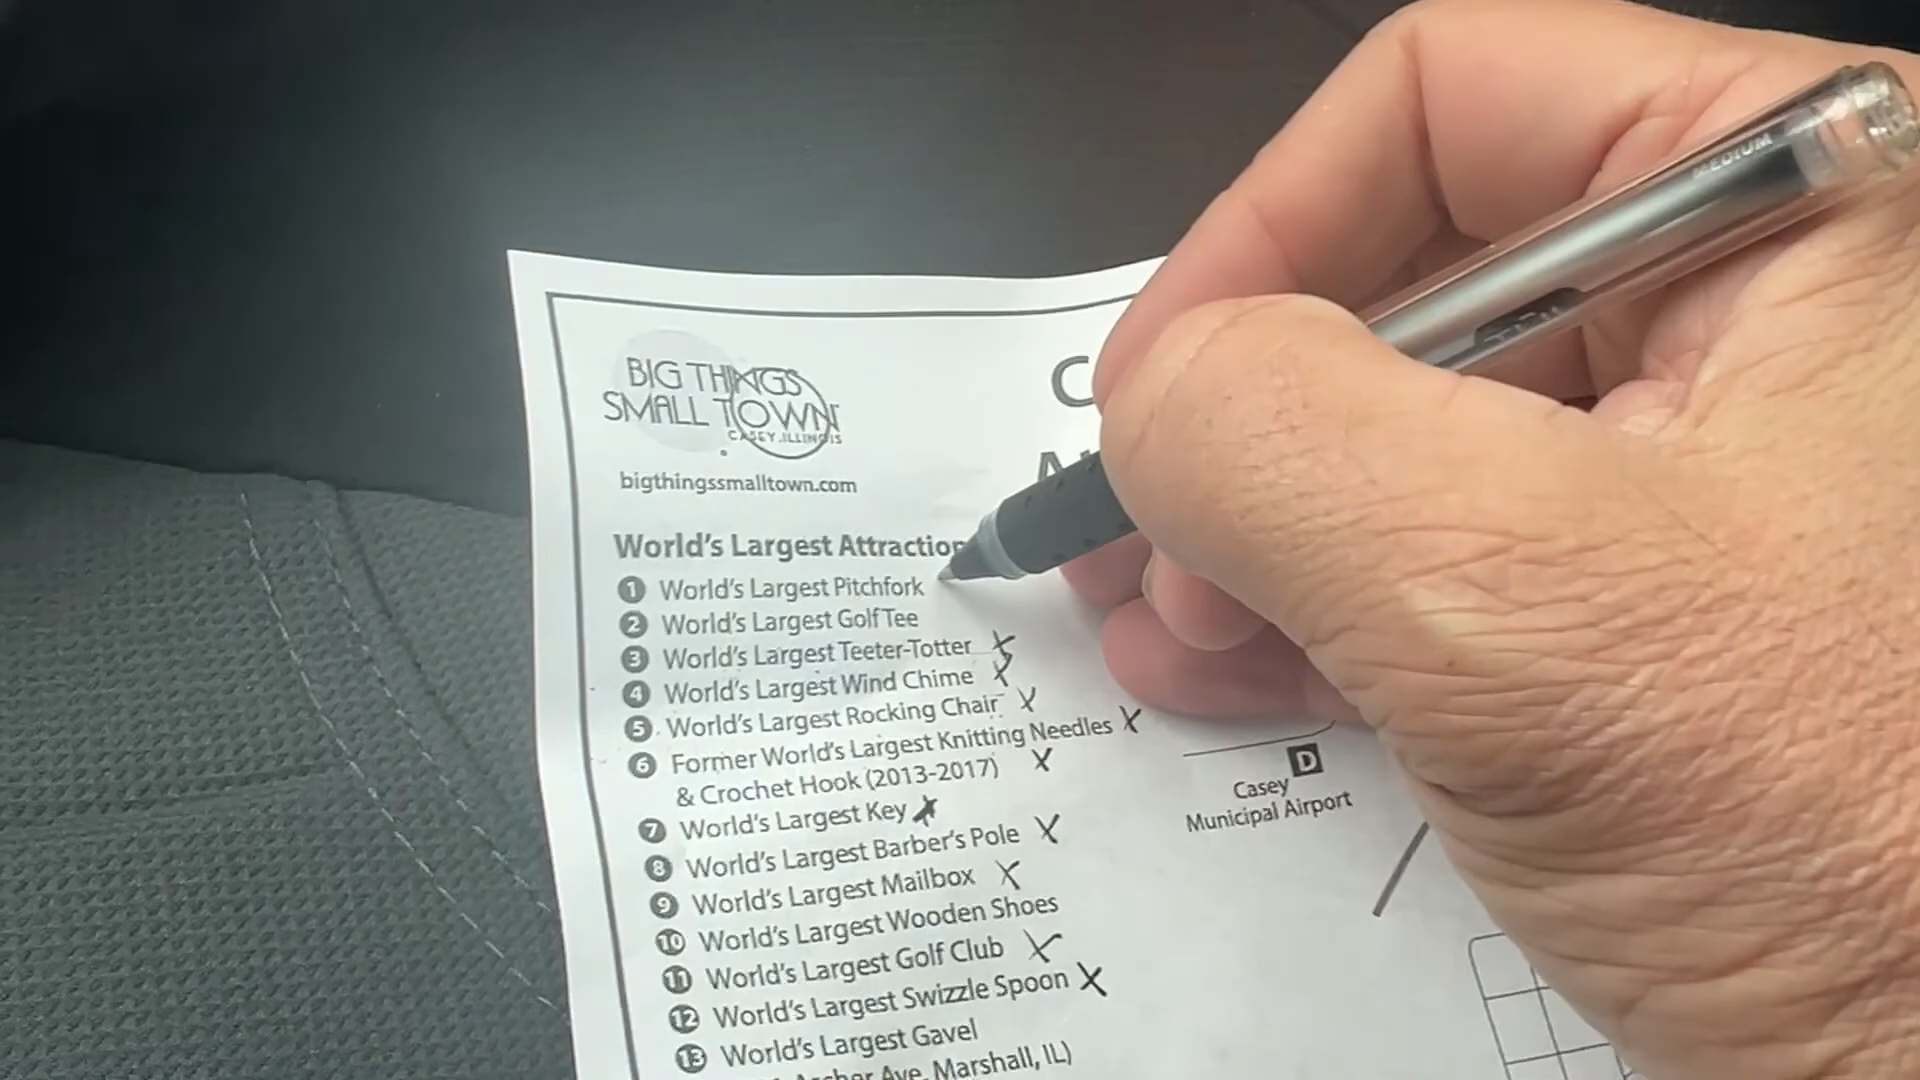 BIG THINGS
SMALL TOWN
CASEY, ILLINOIS
bigthingssmalltown.com
World's Largest Attraction
1 World's Largest Pitchfork
2 World's Largest Golf Tee
3 World's Largest Teeter-Totter X
4 World's Largest Wind Chime X
5 World's Largest Rocking Chair X
6 Former World's Largest Knitting Needles X
& Crochet Hook (2013-2017) X
7 World's Largest Key X
8 World's Largest Barber's Pole X
9 World's Largest Mailbox X
10 World's Largest Wooden Shoes
11 World's Largest Golf Club X
12 World's Largest Swizzle Spoon X
13 World's Largest Gavel
Archer Ave, Marshall, IL)
D
Casey
Municipal Airport
MEDIUM